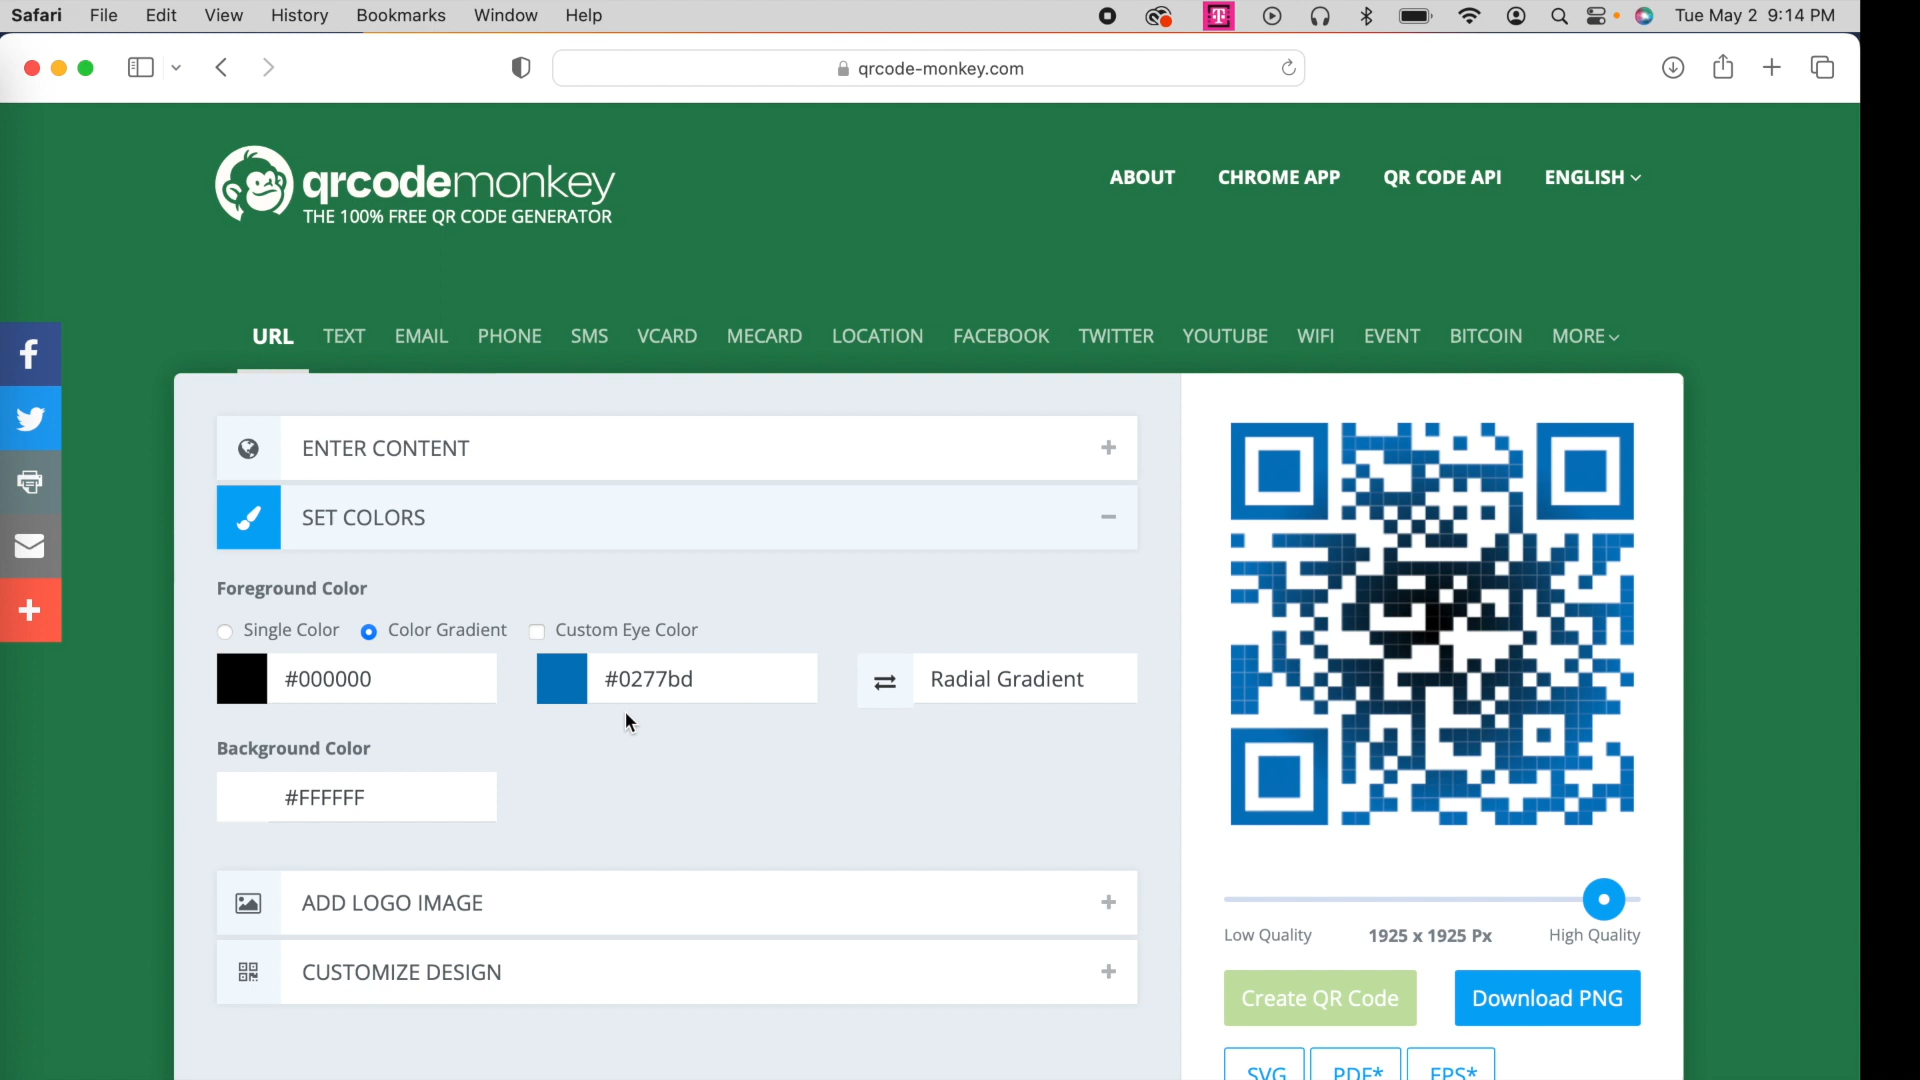 Safari File Edit View History Bookmarks Window Help Tue May 2 9:14 PM
qrcode-monkey.com
qrcodemonkey
THE 100% FREE QR CODE GENERATOR
ABOUT CHROME APP QR CODE API ENGLISH
URL TEXT EMAIL PHONE SMS VCARD MECARD LOCATION FACEBOOK TWITTER YOUTUBE WIFI EVENT BITCOIN MORE
ENTER CONTENT
SET COLORS
Foreground Color
Single Color Color Gradient Custom Eye Color
#000000 #0277bd Radial Gradient
Background Color
#FFFFFF
ADD LOGO IMAGE
CUSTOMIZE DESIGN
Low Quality 1925 x 1925 Px High Quality
Create QR Code Download PNG
SVG PDF* EPS*